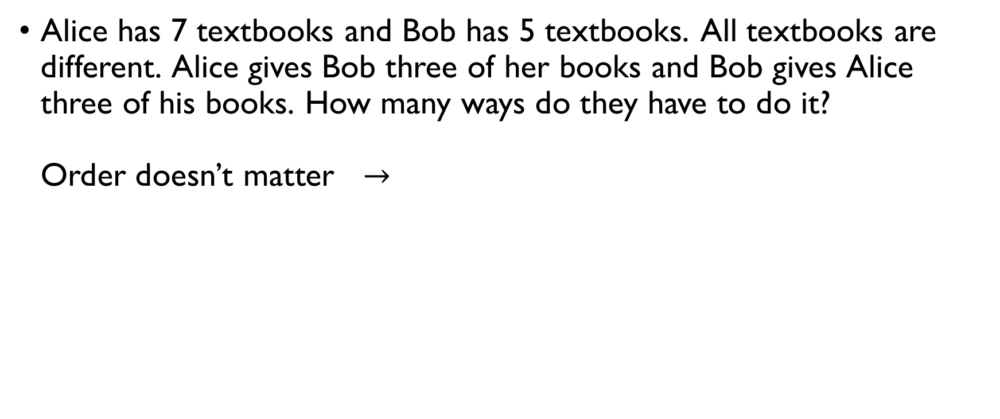 • Alice has 7 textbooks and Bob has 5 textbooks. All textbooks are
different. Alice gives Bob three of her books and Bob gives Alice
three of his books. How many ways do they have to do it?
Order doesn’t matter →